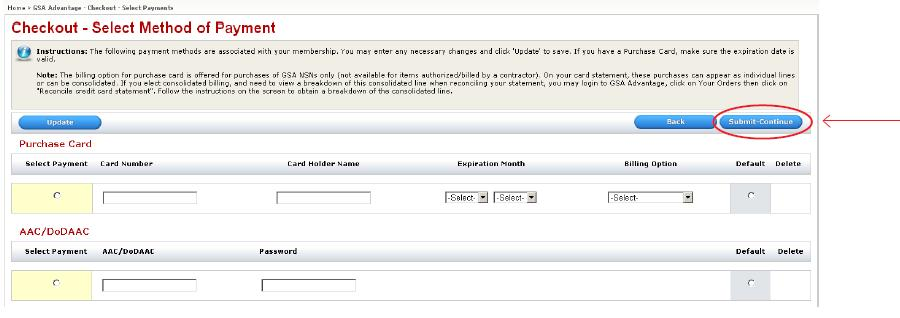 Home > GSA Advantage - Checkout - Select Payments
Checkout - Select Method of Payment
Instructions: The following payment methods are associated with your membership. You may enter any necessary changes and click 'Update' to save. If you have a Purchase Card, make sure the expiration date is
valid.
Note: The billing option for purchase card is offered for purchases of GSA NSNs only (not available for items authorized/billed by a contractor). On your card statement, these purchases can appear as individual lines
or can be consolidated. If you elect consolidated billing, and need to view a breakdown of this consolidated line when reconciling your statement, you may login to GSA Advantage, click on Your Orders then click on
"Reconcile credit card statement". Follow the instructions on the screen to obtain a breakdown of the consolidated line.
Update Back Submit-Continue
Purchase Card
Select Payment Card Number Card Holder Name Expiration Month Billing Option Default Delete
-Select- -Select- -Select-
AAC/DoDAAC
Select Payment AAC/DoDAAC Password Default Delete